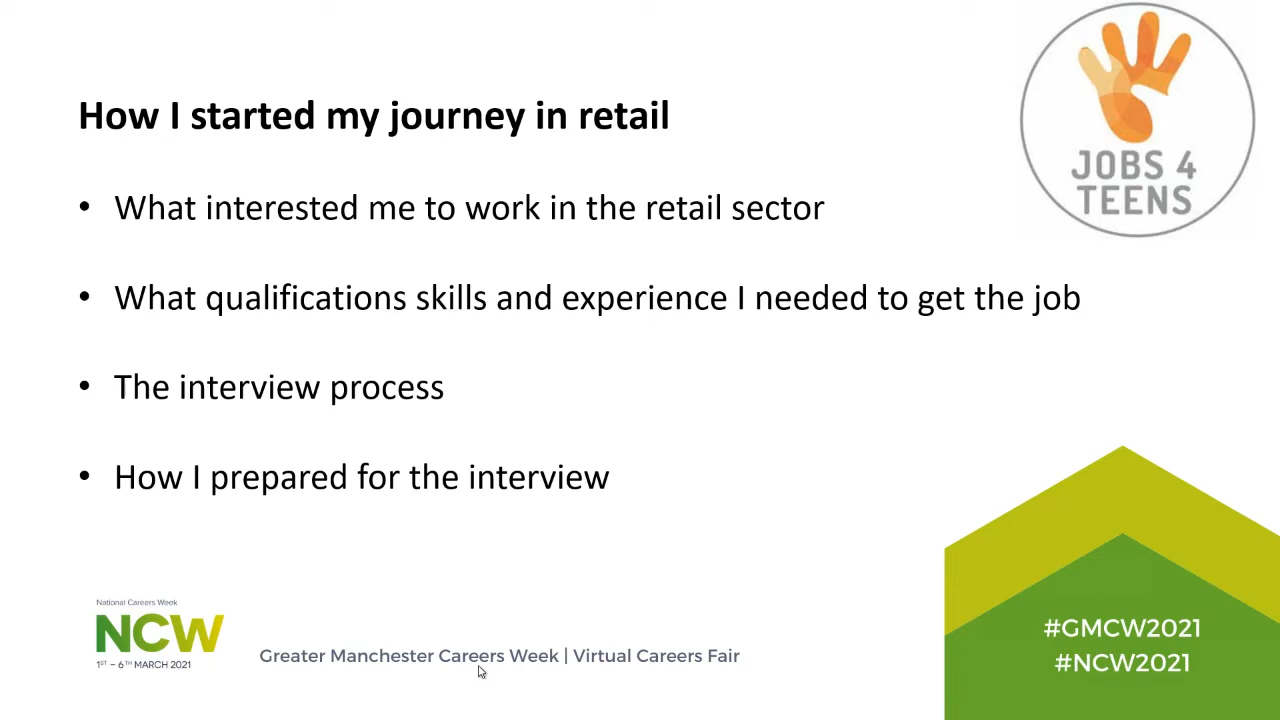 How I started my journey in retail
• What interested me to work in the retail sector
• What qualifications skills and experience I needed to get the job
• The interview process
• How I prepared for the interview
JOBS 4
TEENS
National Careers Week
NCW
1ST – 6TH MARCH 2021
Greater Manchester Careers Week | Virtual Careers Fair
#GMCW2021
#NCW2021